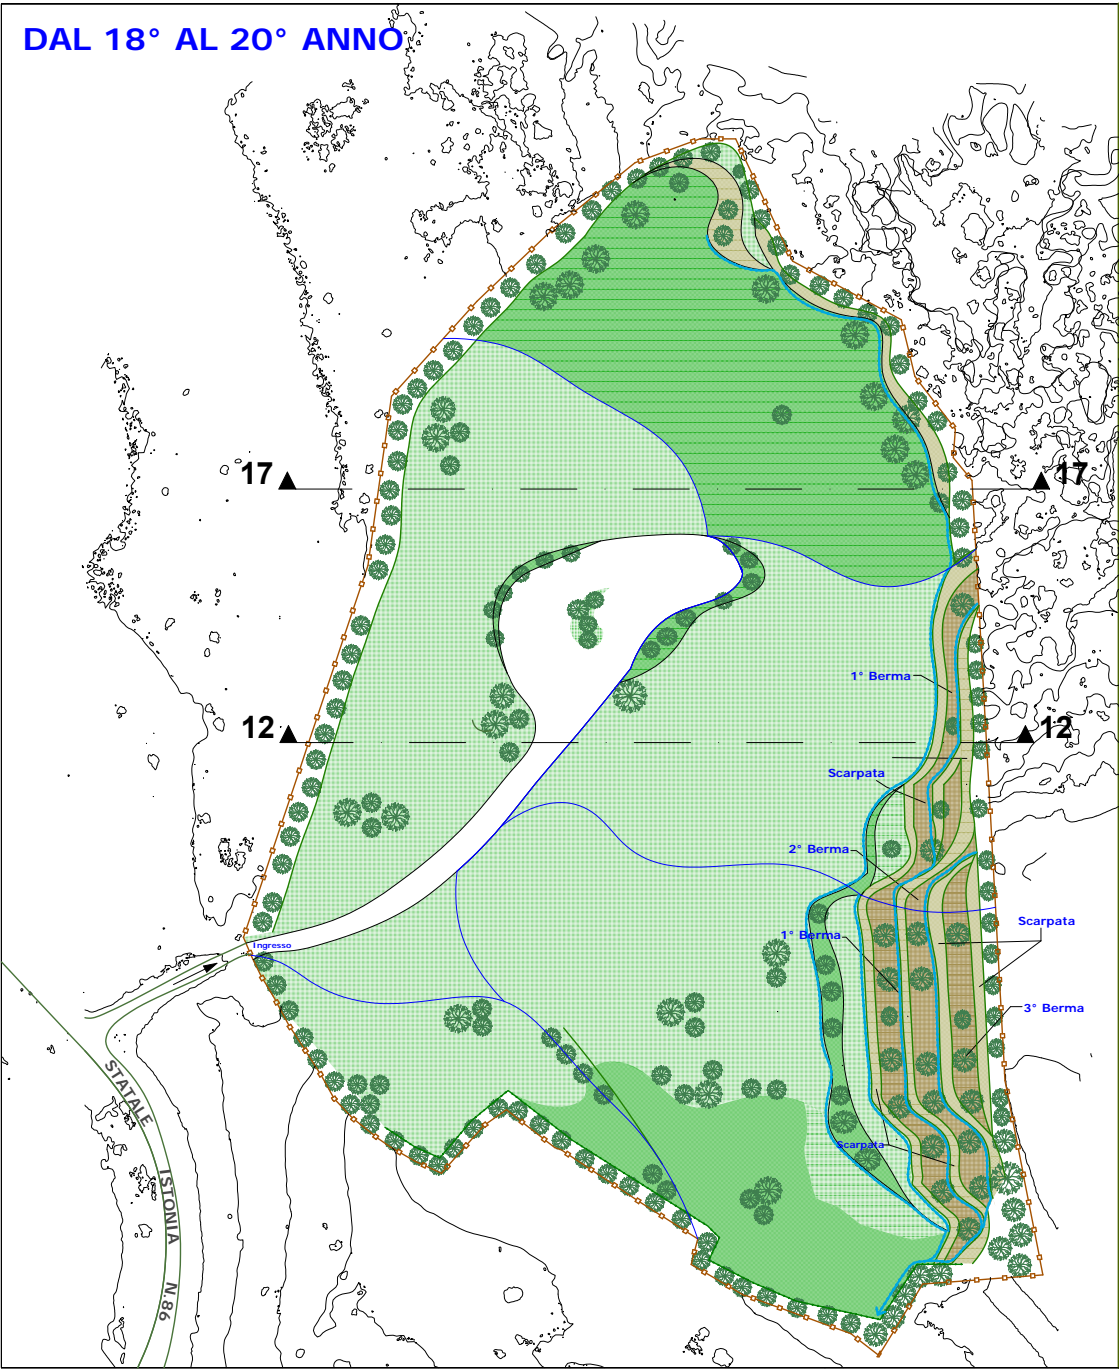 DAL 18° AL 20° ANNO
17
17
1° Berma
12
12
Scarpata
2° Berma
Scarpata
1° Berma
Ingresso
3° Berma
Scarpata
STATALE ISTONIA N.86